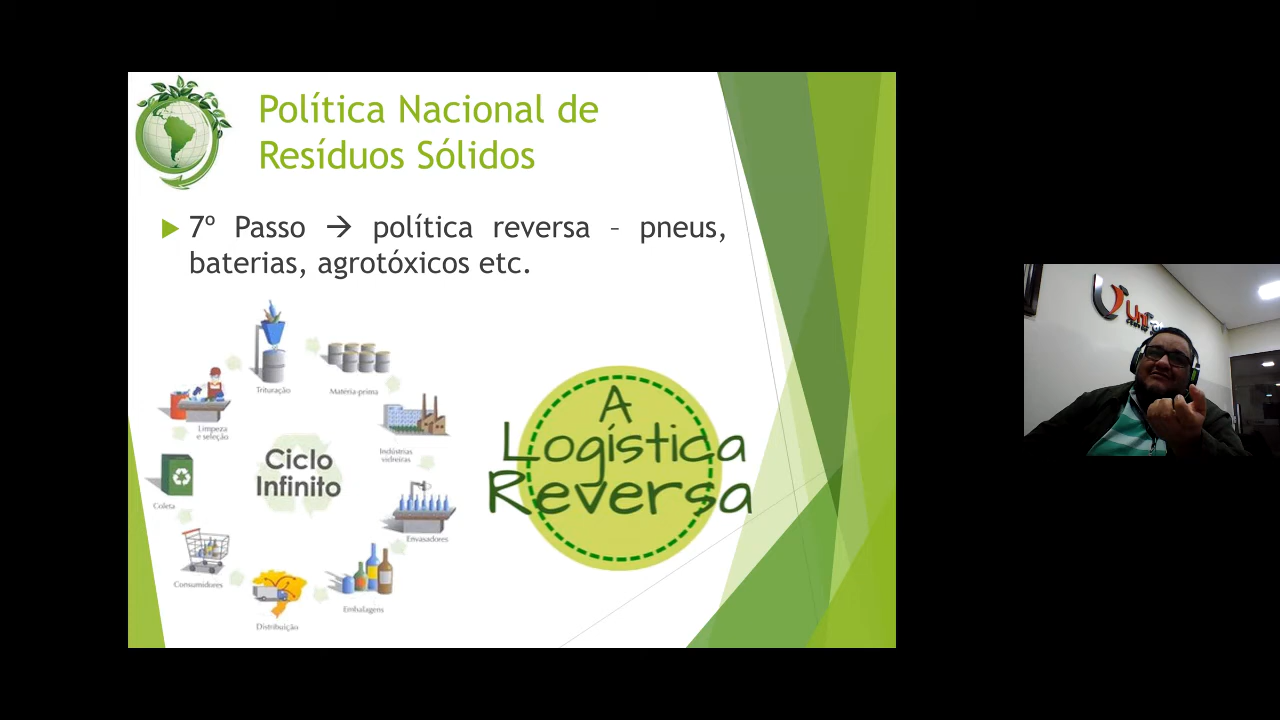 Política Nacional de
Resíduos Sólidos
7º Passo → política reversa – pneus,
baterias, agrotóxicos etc.
Trituração
Matéria-prima
Limpeza
e seleção
Indústrias
vidreiras
Ciclo
Infinito
Coleta
Envasadores
Consumidores
Embalagens
Distribuição
A
Logística
Reversa